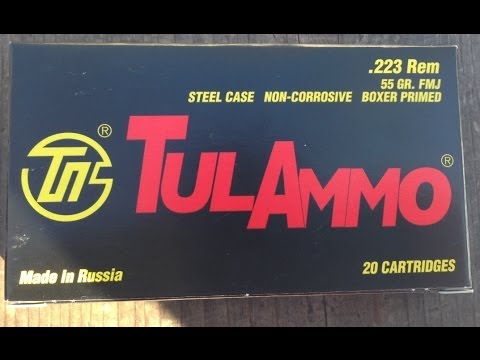 .223 Rem
55 GR. FMJ
STEEL CASE NON-CORROSIVE BOXER PRIMED
® TULAMMO ®
Made In Russia
20 CARTRIDGES